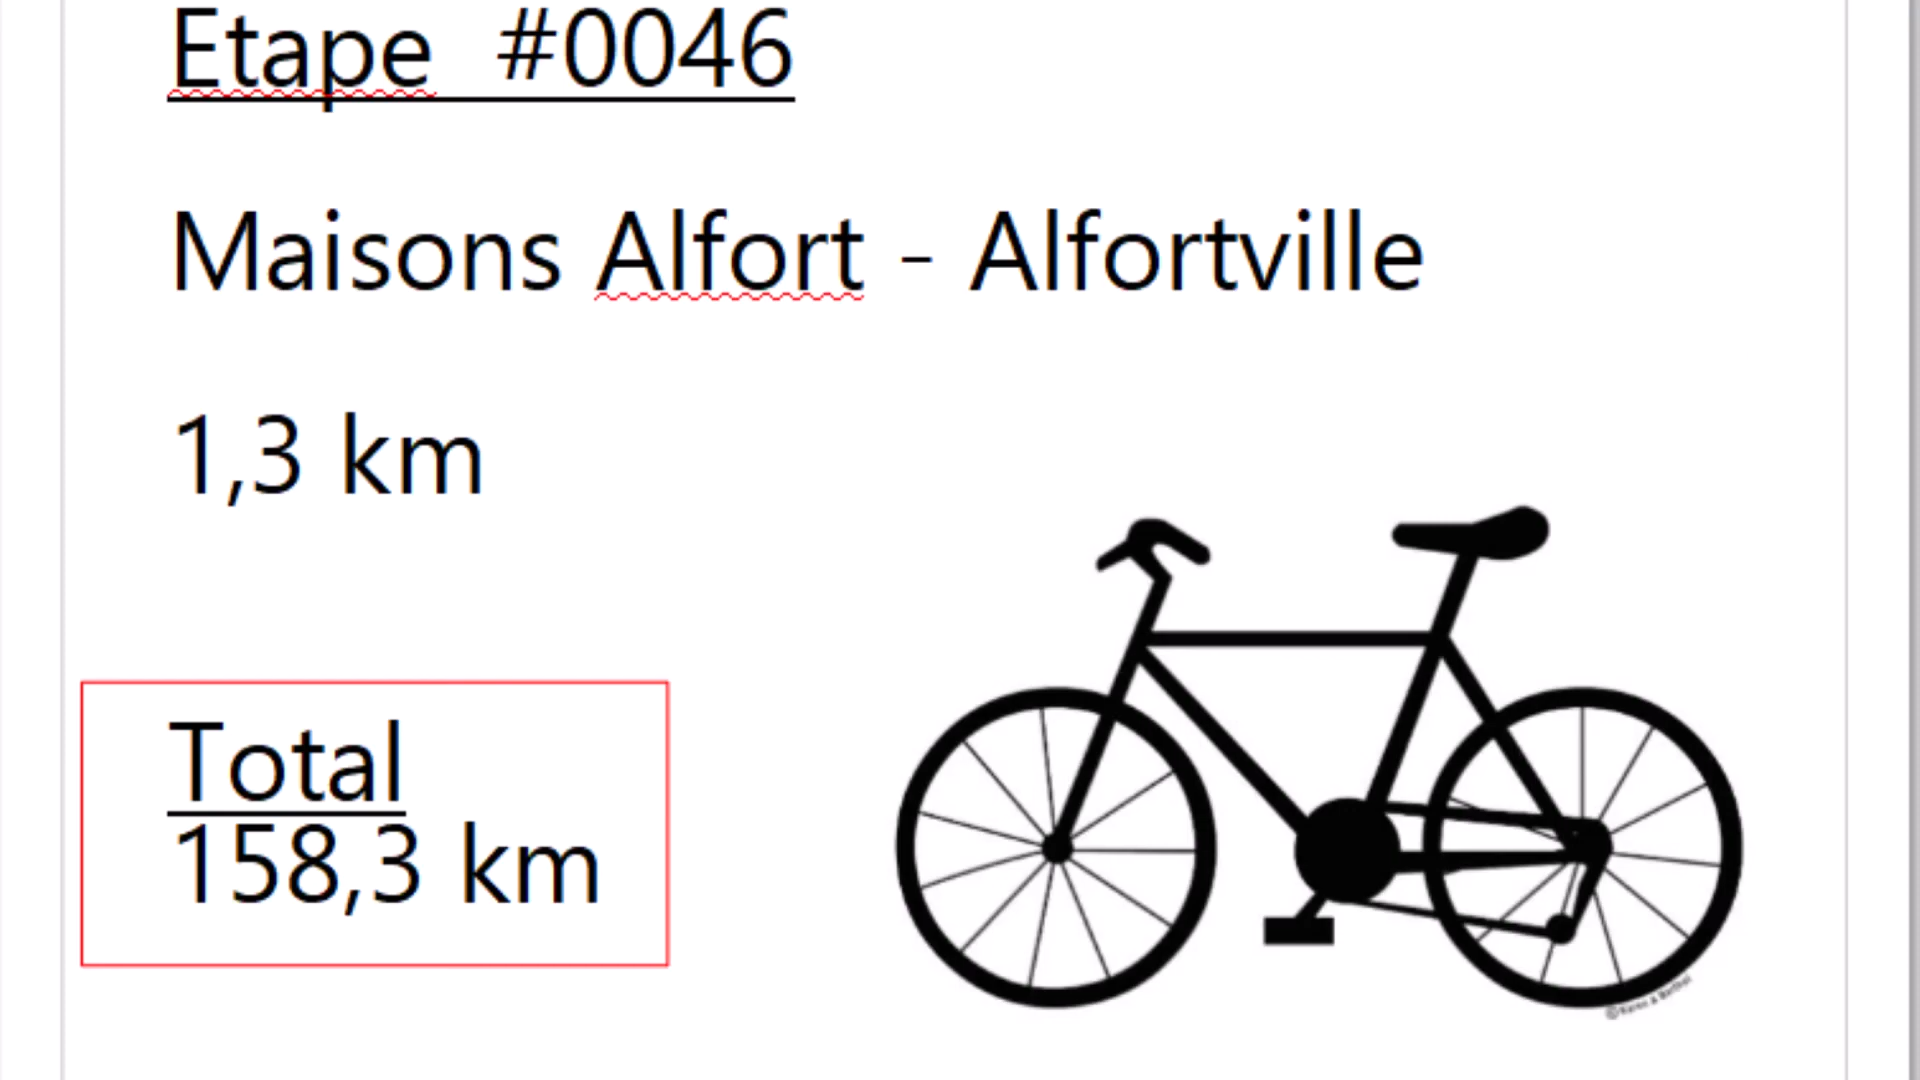 Etape #0046
Maisons Alfort - Alfortville
1,3 km
Total
158,3 km